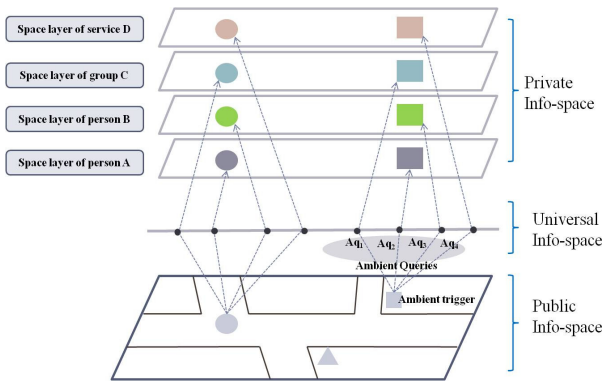 Space layer of service D
Space layer of group C
Space layer of person B
Space layer of person A
Private
Info-space
Universal
Info-space
Aq1 Aq2 Aq3 Aq4
Ambient Queries
Ambient trigger
Public
Info-space